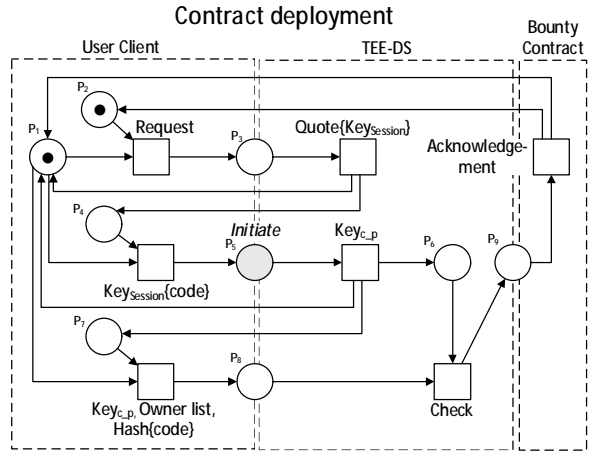 Contract deployment
User Client
TEE-DS
Bounty
Contract
P2
P1
Request
P3
Quote{KeySession}
Acknowledge-
ment
P4
Initiate
P5
Keyc_p
P6
P9
KeySession{code}
P7
P8
Keyc_p, Owner list,
Hash{code}
Check